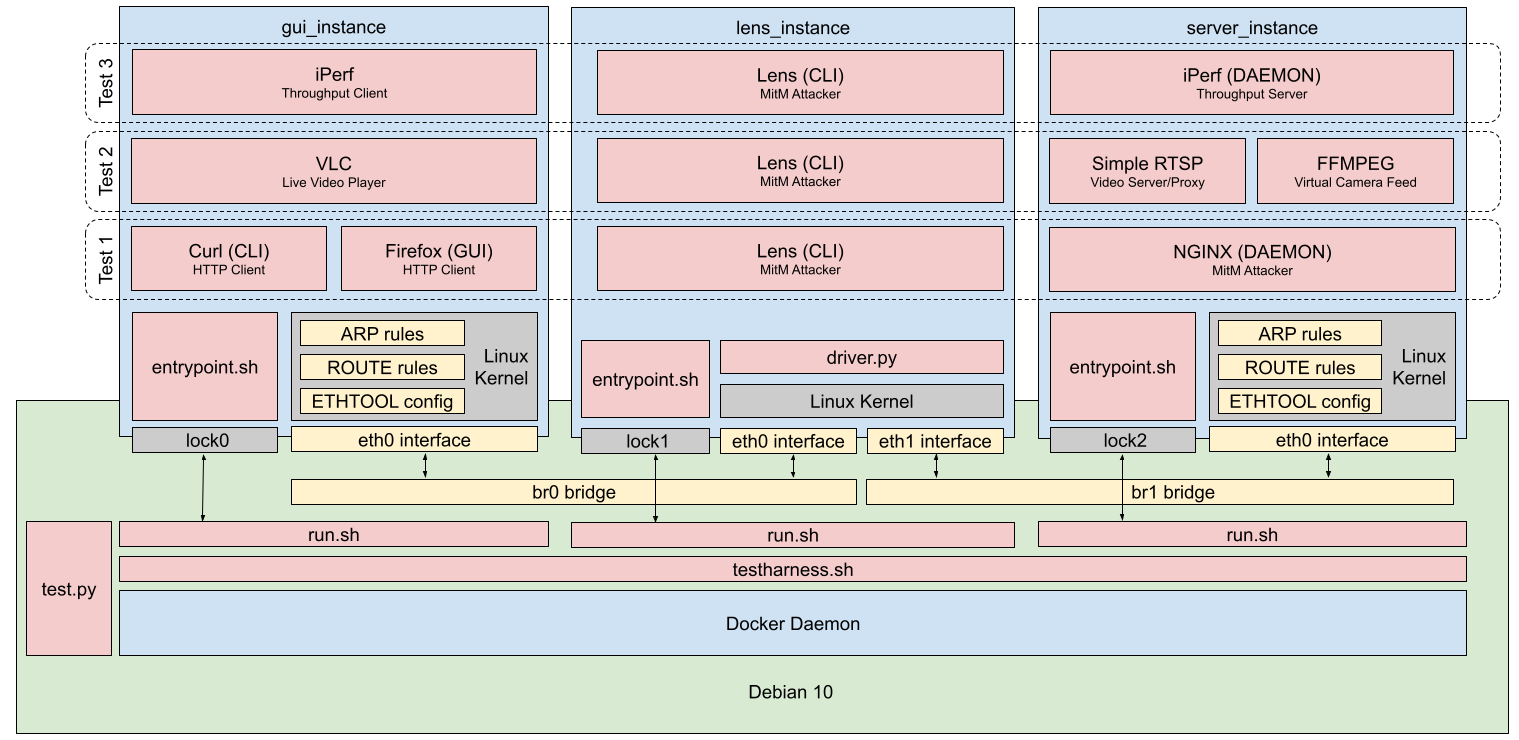 gui_instance
lens_instance
server_instance
Test 3
iPerf
Throughput Client
Lens (CLI)
MitM Attacker
iPerf (DAEMON)
Throughput Server
Test 2
VLC
Live Video Player
Lens (CLI)
MitM Attacker
Simple RTSP
Video Server/Proxy
FFMPEG
Virtual Camera Feed
Test 1
Curl (CLI)
HTTP Client
Firefox (GUI)
HTTP Client
Lens (CLI)
MitM Attacker
NGINX (DAEMON)
MitM Attacker
entrypoint.sh
ARP rules
ROUTE rules
ETHTOOL config
Linux
Kernel
entrypoint.sh
driver.py
Linux Kernel
entrypoint.sh
ARP rules
ROUTE rules
ETHTOOL config
Linux
Kernel
lock0
eth0 interface
lock1
eth0 interface
eth1 interface
lock2
eth0 interface
br0 bridge
br1 bridge
run.sh
run.sh
run.sh
test.py
testharness.sh
Docker Daemon
Debian 10